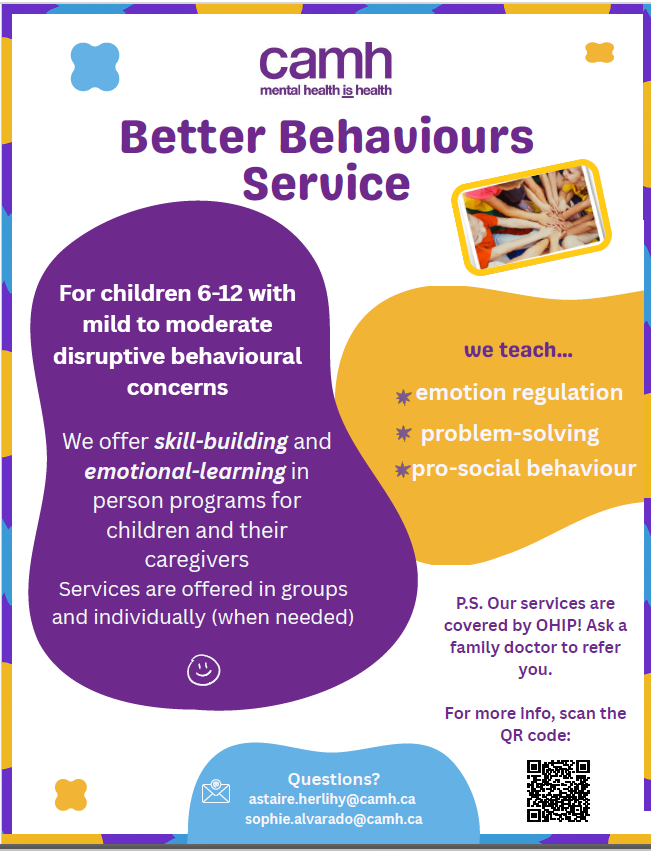 camh
mental health is health
Better Behaviours
Service
For children 6-12 with
mild to moderate
disruptive behavioural
concerns
We offer skill-building and
emotional-learning in
person programs for
children and their
caregivers
Services are offered in groups
and individually (when needed)
we teach...
emotion regulation
problem-solving
pro-social behaviour
P.S. Our services are
covered by OHIP! Ask a
family doctor to refer
you.
For more info, scan the
QR code:
Questions?
astaire.herlihy@camh.ca
sophie.alvarado@camh.ca